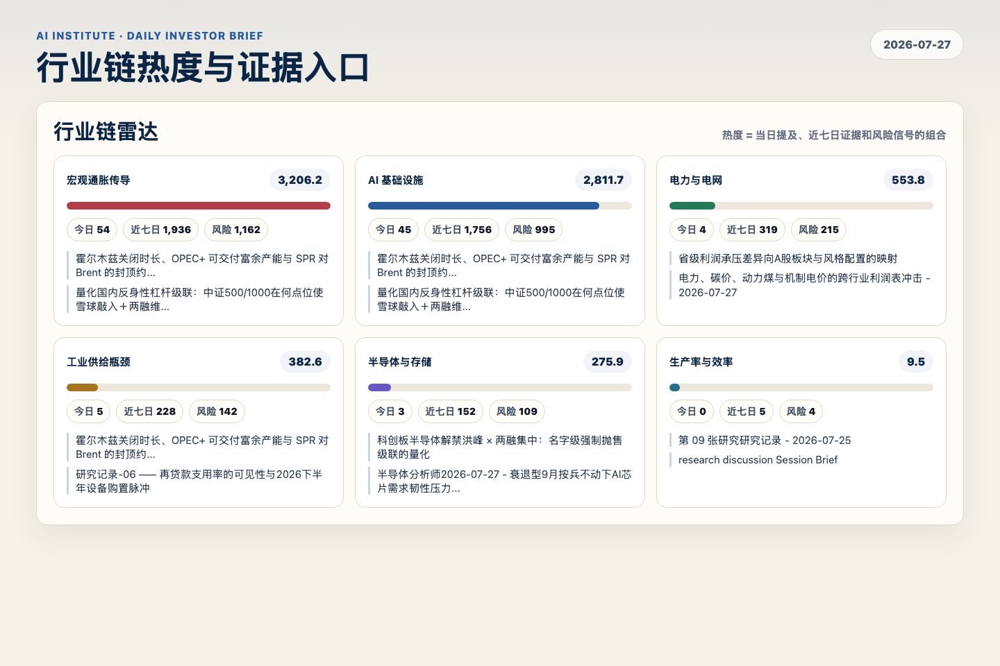 AI INSTITUTE · DAILY INVESTOR BRIEF
2026-07-27
行业链热度与证据入口
行业链雷达
热度 = 当日提及、近七日证据和风险信号的组合
宏观通胀传导
3,206.2
今日 54
近七日 1,936
风险 1,162
霍尔木兹关闭时长、OPEC+ 可交付富余产能与 SPR 对
Brent 的封顶约...
量化国内反身性杠杆级联：中证500/1000在何点位使
雪球敲入＋两融维...
AI 基础设施
2,811.7
今日 45
近七日 1,756
风险 995
霍尔木兹关闭时长、OPEC+ 可交付富余产能与 SPR 对
Brent 的封顶约...
量化国内反身性杠杆级联：中证500/1000在何点位使
雪球敲入＋两融维...
电力与电网
553.8
今日 4
近七日 319
风险 215
省级利润承压差异向A股板块与风格配置的映射
电力、碳价、动力煤与机制电价的跨行业利润表冲击 -
2026-07-27
工业供给瓶颈
382.6
今日 5
近七日 228
风险 142
霍尔木兹关闭时长、OPEC+ 可交付富余产能与 SPR 对
Brent 的封顶约...
研究记录-06 —— 再贷款支用率的可见性与2026下半
年设备购置脉冲
半导体与存储
275.9
今日 3
近七日 152
风险 109
科创板半导体解禁洪峰 × 两融集中：名字级强制抛售
级联的量化
半导体分析师2026-07-27 - 衰退型9月按兵不动下AI芯
片需求韧性压力...
生产率与效率
9.5
今日 0
近七日 5
风险 4
第 09 张研究研究记录 - 2026-07-25
research discussion Session Brief